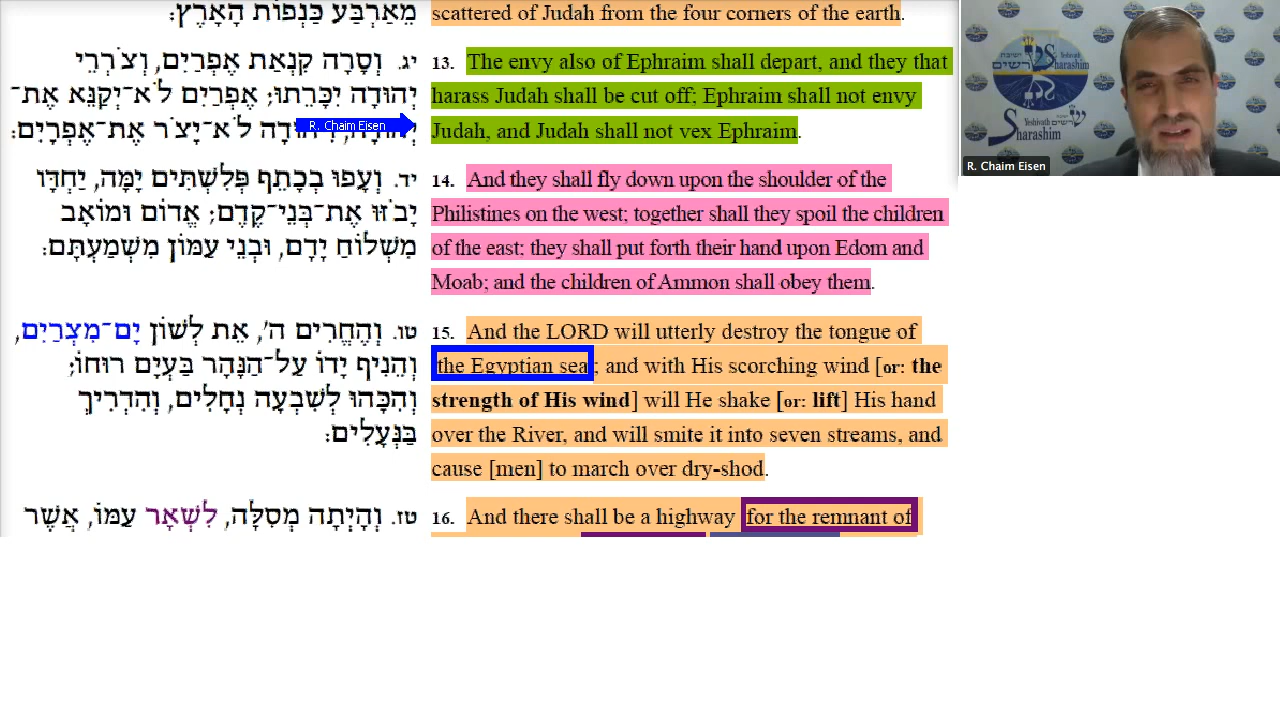 מֵאַרְבַּע כַּנְפוֹת הָאָרֶץ:
scattered of Judah from the four corners of the earth.
יג. וְסָרָה קִנְאַת אֶפְרַיִם, וְצֹרְרֵי
יְהוּדָה יִכָּרֵתוּ; אֶפְרַיִם לֹא־יְקַנֵּא אֶת־
לֹא־יָצֹר אֶת־אֶפְרָיִם:
R. Chaim Eisen
13. The envy also of Ephraim shall depart, and they that
harass Judah shall be cut off; Ephraim shall not envy
Judah, and Judah shall not vex Ephraim.
יד. וְעָפוּ בְכָתֵף פְּלִשְׁתִּים יָמָּה, יַחְדָּו
יָבֹזּוּ אֶת־בְּנֵי־קֶדֶם; אֱדוֹם וּמוֹאָב
מִשְׁלוֹחַ יָדָם, וּבְנֵי עַמּוֹן מִשְׁמַעְתָּם:
14. And they shall fly down upon the shoulder of the
Philistines on the west; together shall they spoil the children
of the east; they shall put forth their hand upon Edom and
Moab; and the children of Ammon shall obey them.
טו. וְהֶחֱרִים ה', אֵת לְשׁוֹן יָם־מִצְרַיִם,
וְהֵנִיף יָדוֹ עַל־הַנָּהָר בַּעְיָם רוּחוֹ;
וְהִכָּהוּ לְשִׁבְעָה נְחָלִים, וְהִדְרִיךְ
בַּנְּעָלִים:
15. And the LORD will utterly destroy the tongue of
the Egyptian sea; and with His scorching wind [or: the
strength of His wind] will He shake [or: lift] His hand
over the River, and will smite it into seven streams, and
cause [men] to march over dry-shod.
טז. וְהָיְתָה מְסִלָּה, לִשְׁאָר עַמּוֹ, אֲשֶׁר
16. And there shall be a highway for the remnant of
Yeshivat
Sharashim
שרשים
Yeshivath
Sharashim
R. Chaim Eisen